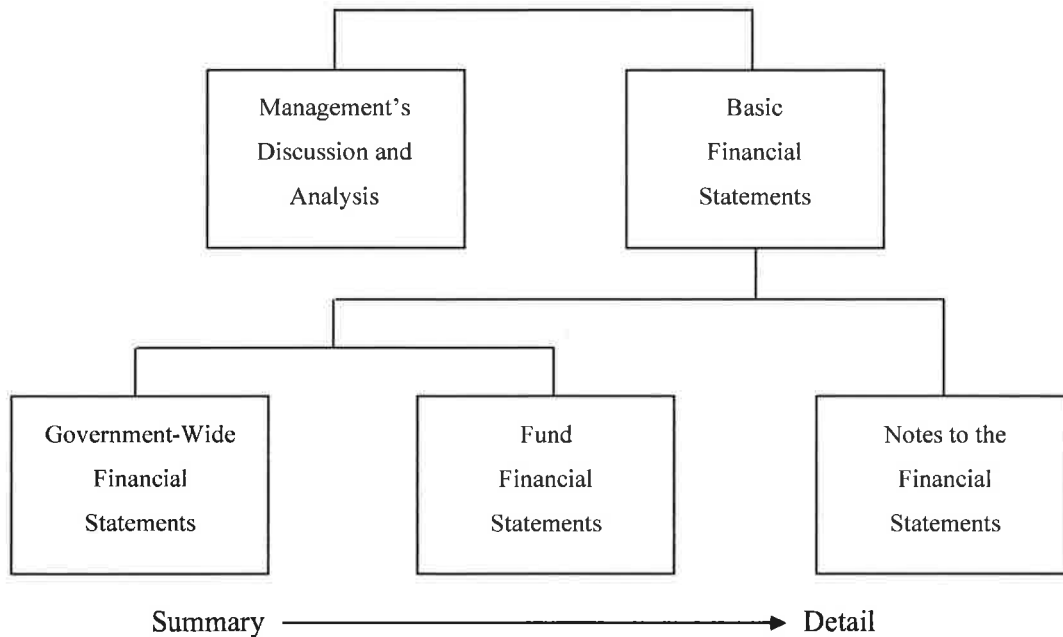 Management’s
Discussion and
Analysis
Basic
Financial
Statements
Government-Wide
Financial
Statements
Fund
Financial
Statements
Notes to the
Financial
Statements
Summary
Detail